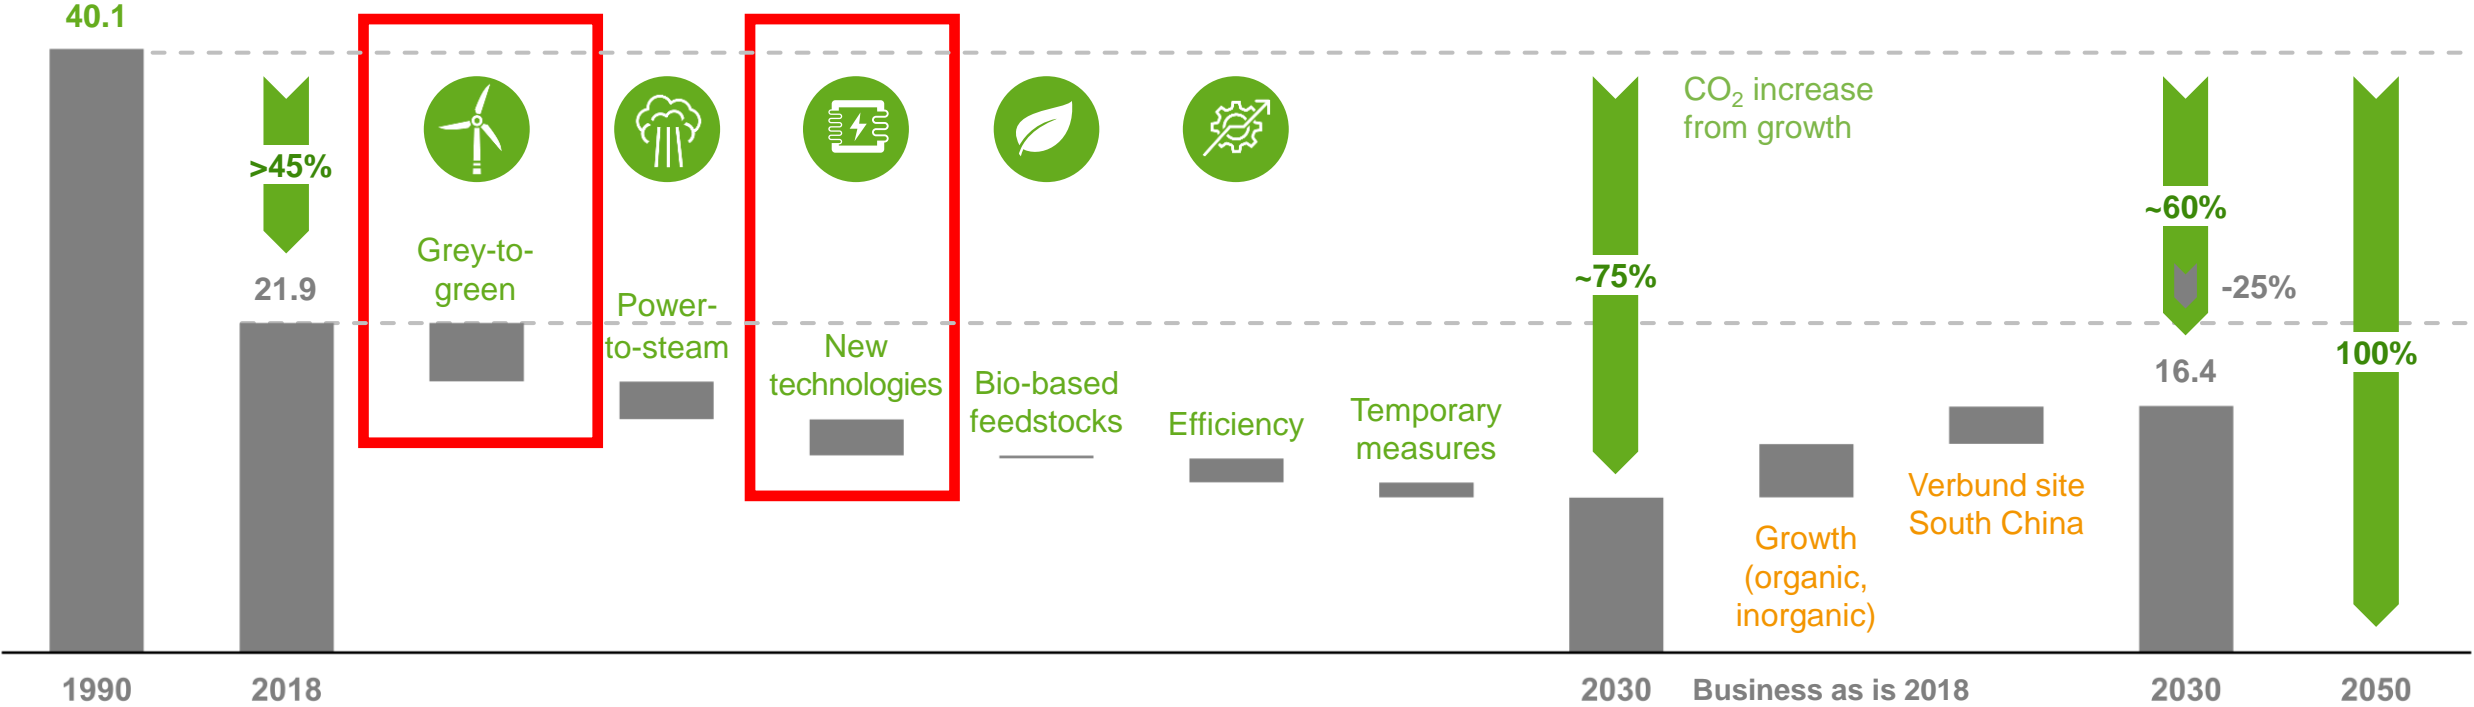 40.1
>45%
21.9
Grey-to-
green
Power-
to-steam
New
technologies
Bio-based
feedstocks
Efficiency
Temporary
measures
~75%
CO₂ increase
from growth
Growth
(organic,
inorganic)
Verbund site
South China
~60%
-25%
16.4
100%
1990
2018
2030
Business as is 2018
2030
2050